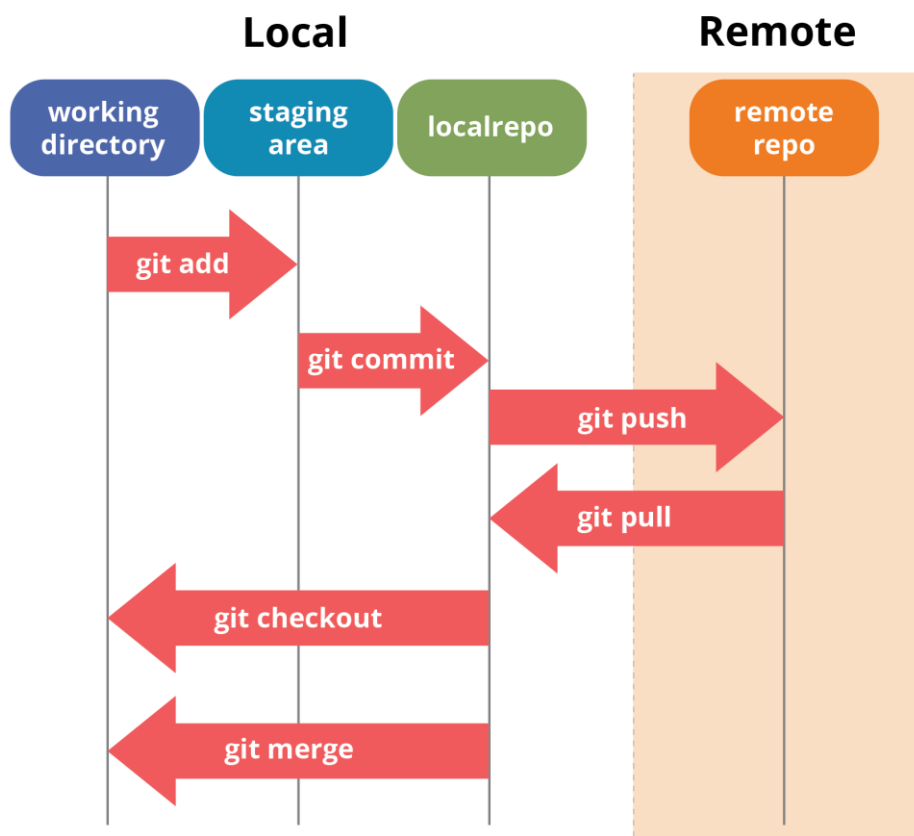 Local
Remote
working
directory
staging
area
localrepo
remote
repo
git add
git commit
git push
git pull
git checkout
git merge